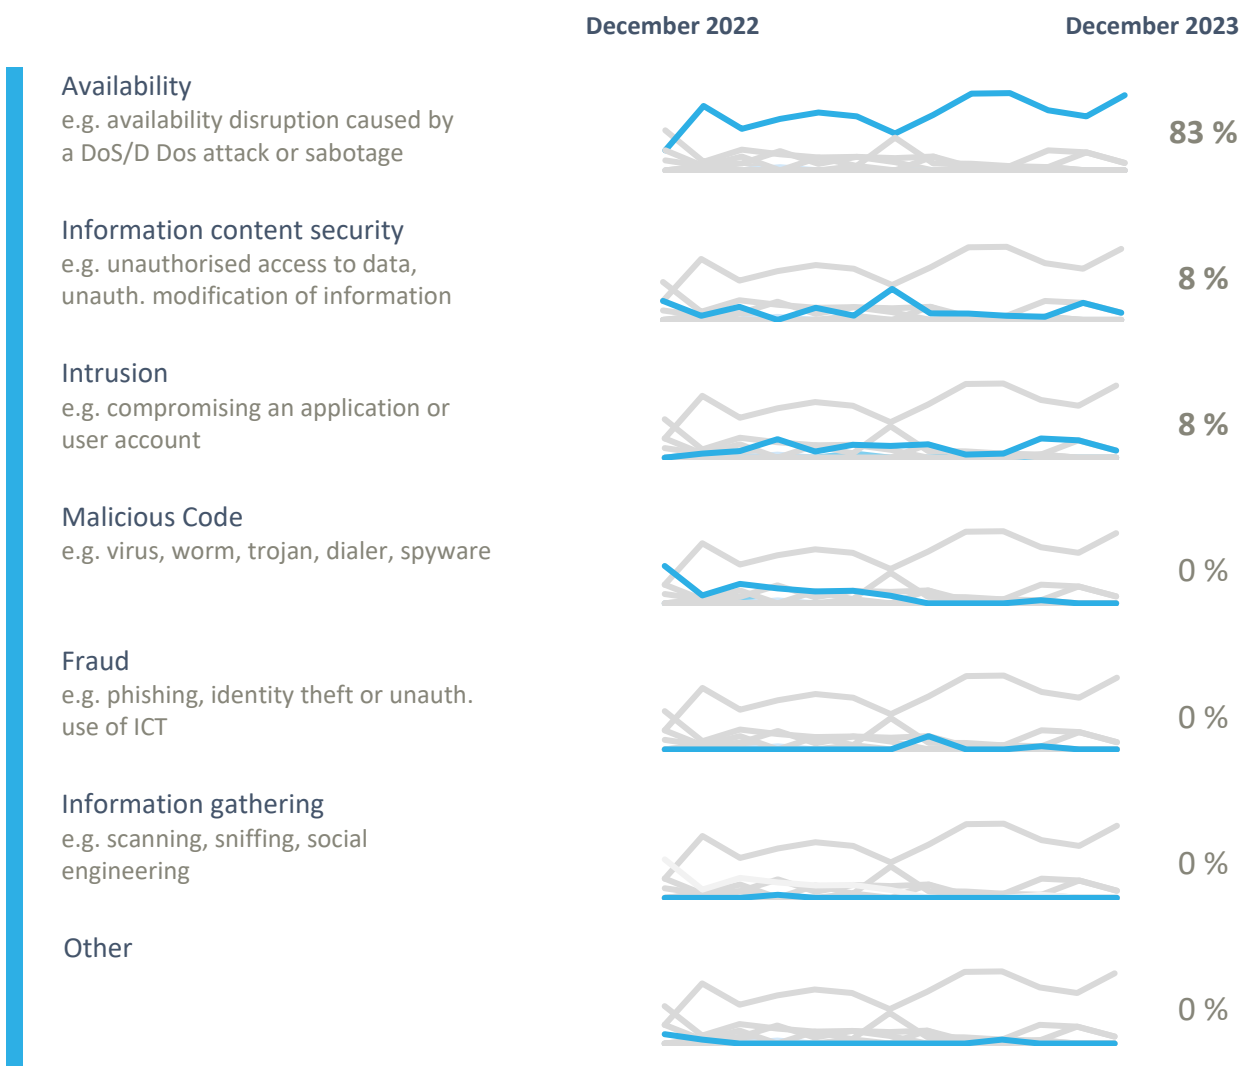 December 2022
December 2023
Availability
e.g. availability disruption caused by
a DoS/D Dos attack or sabotage
83 %
Information content security
e.g. unauthorised access to data,
unauth. modification of information
8 %
Intrusion
e.g. compromising an application or
user account
8 %
Malicious Code
e.g. virus, worm, trojan, dialer, spyware
0 %
Fraud
e.g. phishing, identity theft or unauth.
use of ICT
0 %
Information gathering
e.g. scanning, sniffing, social
engineering
0 %
Other
0 %